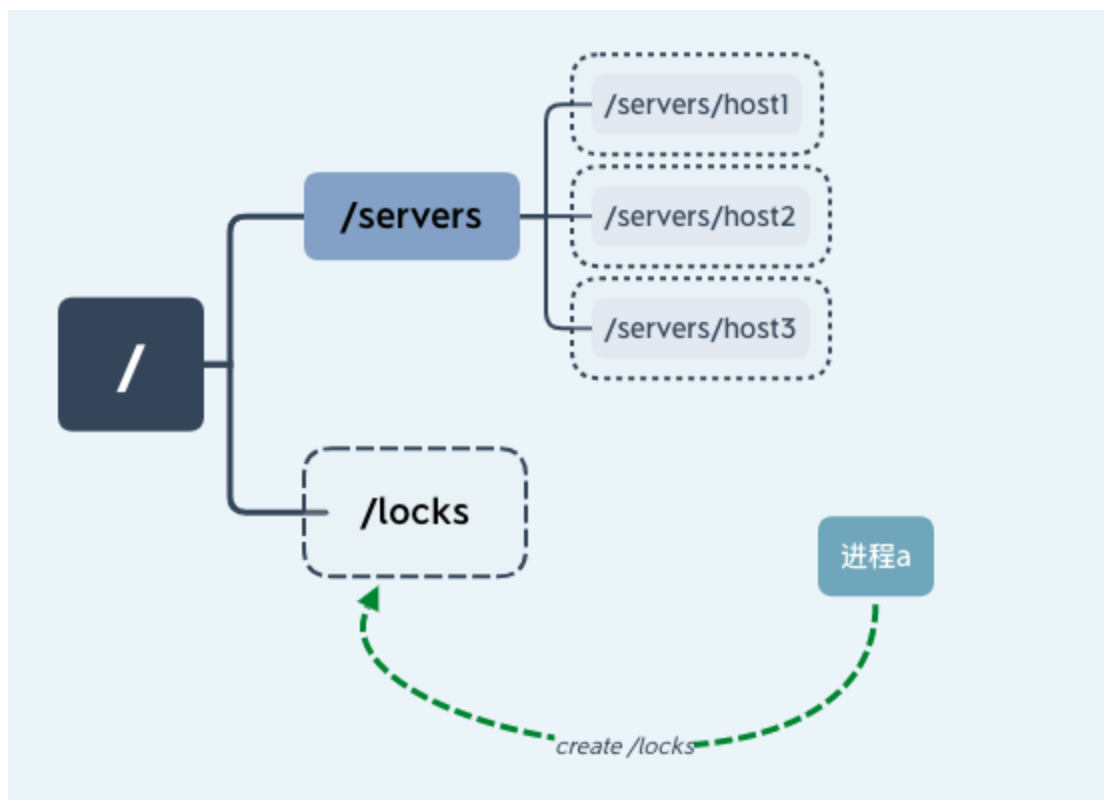 /servers/host1
/servers
/servers/host2
/servers/host3
/
/locks
进程a
create /locks